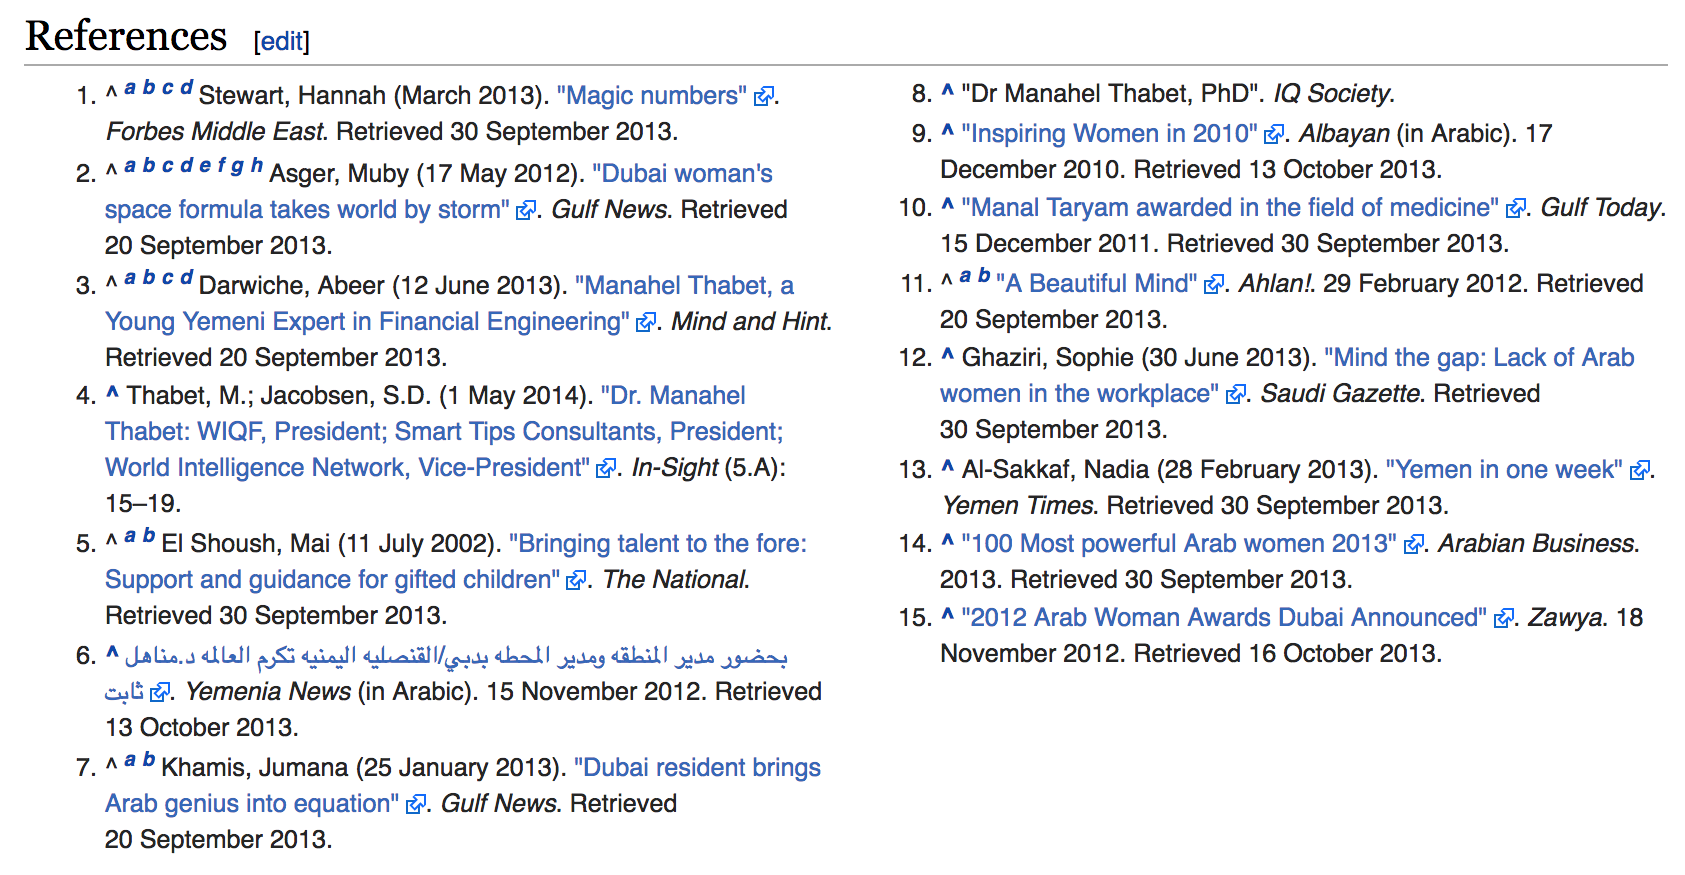 References [edit]
1. ^ a b c d Stewart, Hannah (March 2013). "Magic numbers".
Forbes Middle East. Retrieved 30 September 2013.
2. ^ a b c d e f g h Asger, Muby (17 May 2012). "Dubai woman's
space formula takes world by storm". Gulf News. Retrieved
20 September 2013.
3. ^ a b c d Darwiche, Abeer (12 June 2013). "Manahel Thabet, a
Young Yemeni Expert in Financial Engineering". Mind and Hint.
Retrieved 20 September 2013.
4. ^ Thabet, M.; Jacobsen, S.D. (1 May 2014). "Dr. Manahel
Thabet: WIQF, President; Smart Tips Consultants, President;
World Intelligence Network, Vice-President". In-Sight (5.A):
15–19.
5. ^ a b El Shoush, Mai (11 July 2002). "Bringing talent to the fore:
Support and guidance for gifted children". The National.
Retrieved 30 September 2013.
6. ^ بحضور مدير المنطقه ومدير المحطه بدبي/القنصليه اليمنيه تكرم العالمه د.مناهل
ثابت. Yemenia News (in Arabic). 15 November 2012. Retrieved
13 October 2013.
7. ^ a b Khamis, Jumana (25 January 2013). "Dubai resident brings
Arab genius into equation". Gulf News. Retrieved
20 September 2013.
8. ^ "Dr Manahel Thabet, PhD". IQ Society.
9. ^ "Inspiring Women in 2010". Albayan (in Arabic). 17
December 2010. Retrieved 13 October 2013.
10. ^ "Manal Taryam awarded in the field of medicine". Gulf Today.
15 December 2011. Retrieved 30 September 2013.
11. ^ a b "A Beautiful Mind". Ahlan!. 29 February 2012. Retrieved
20 September 2013.
12. ^ Ghaziri, Sophie (30 June 2013). "Mind the gap: Lack of Arab
women in the workplace". Saudi Gazette. Retrieved
30 September 2013.
13. ^ Al-Sakkaf, Nadia (28 February 2013). "Yemen in one week".
Yemen Times. Retrieved 30 September 2013.
14. ^ "100 Most powerful Arab women 2013". Arabian Business.
2013. Retrieved 30 September 2013.
15. ^ "2012 Arab Woman Awards Dubai Announced". Zawya. 18
November 2012. Retrieved 16 October 2013.